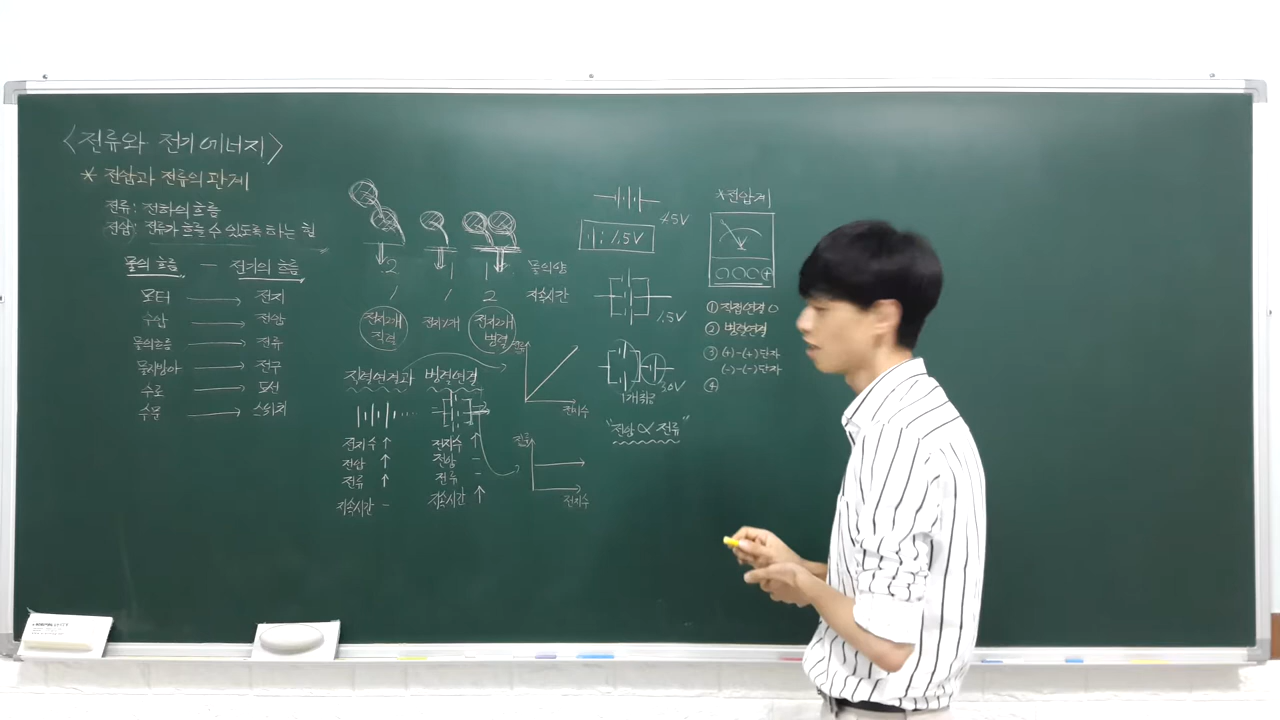 <전류와 전기에너지>
* 전압과 전류의 관계
전류: 전하의 흐름
전압: 전류가 흐를 수 있도록 하는 힘
물의 흐름 — 전기의 흐름
모터 → 전지
수압 → 전압
물의흐름 → 전류
물레방아 → 전구
수로 → 도선
수문 → 스위치
2 1 1 물의양
1 1 2 지속시간
전지2개 직렬
전지1개
전지2개 병렬
직렬연결과 병렬연결
전지수 ↑
전압 ↑
전류 ↑
지속시간 -
전지수 ↑
전압 -
전류 -
지속시간 ↑
전류
전지수
전류
전지수
4.5V
: 1.5V
1.5V
3.0V
1개취급
"전압 ∝ 전류"
*전압계
+
① 직접연결 ○
② 병렬연결
③ (+)-(+)단자
(-)-(-)단자
④